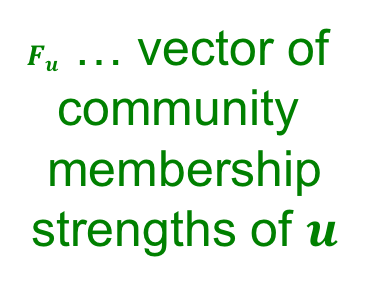 F_u … vector of
community
membership
strengths of u